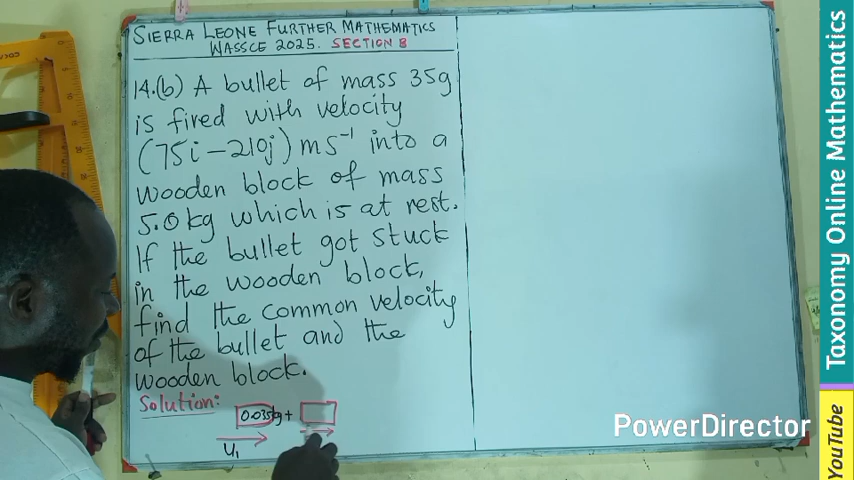 SIERRA LEONE FURTHER MATHEMATICS
WASSCE 2025. SECTION B
14.(b) A bullet of mass 35g
is fired with velocity
(75i - 210j) ms⁻¹ into a
wooden block of mass
5.0kg which is at rest.
If the bullet got stuck
in the wooden block,
find the common velocity
of the bullet and the
wooden block.
Solution:
0.035kg +
U₁
PowerDirector
Taxonomy Online Mathematics
YouTube